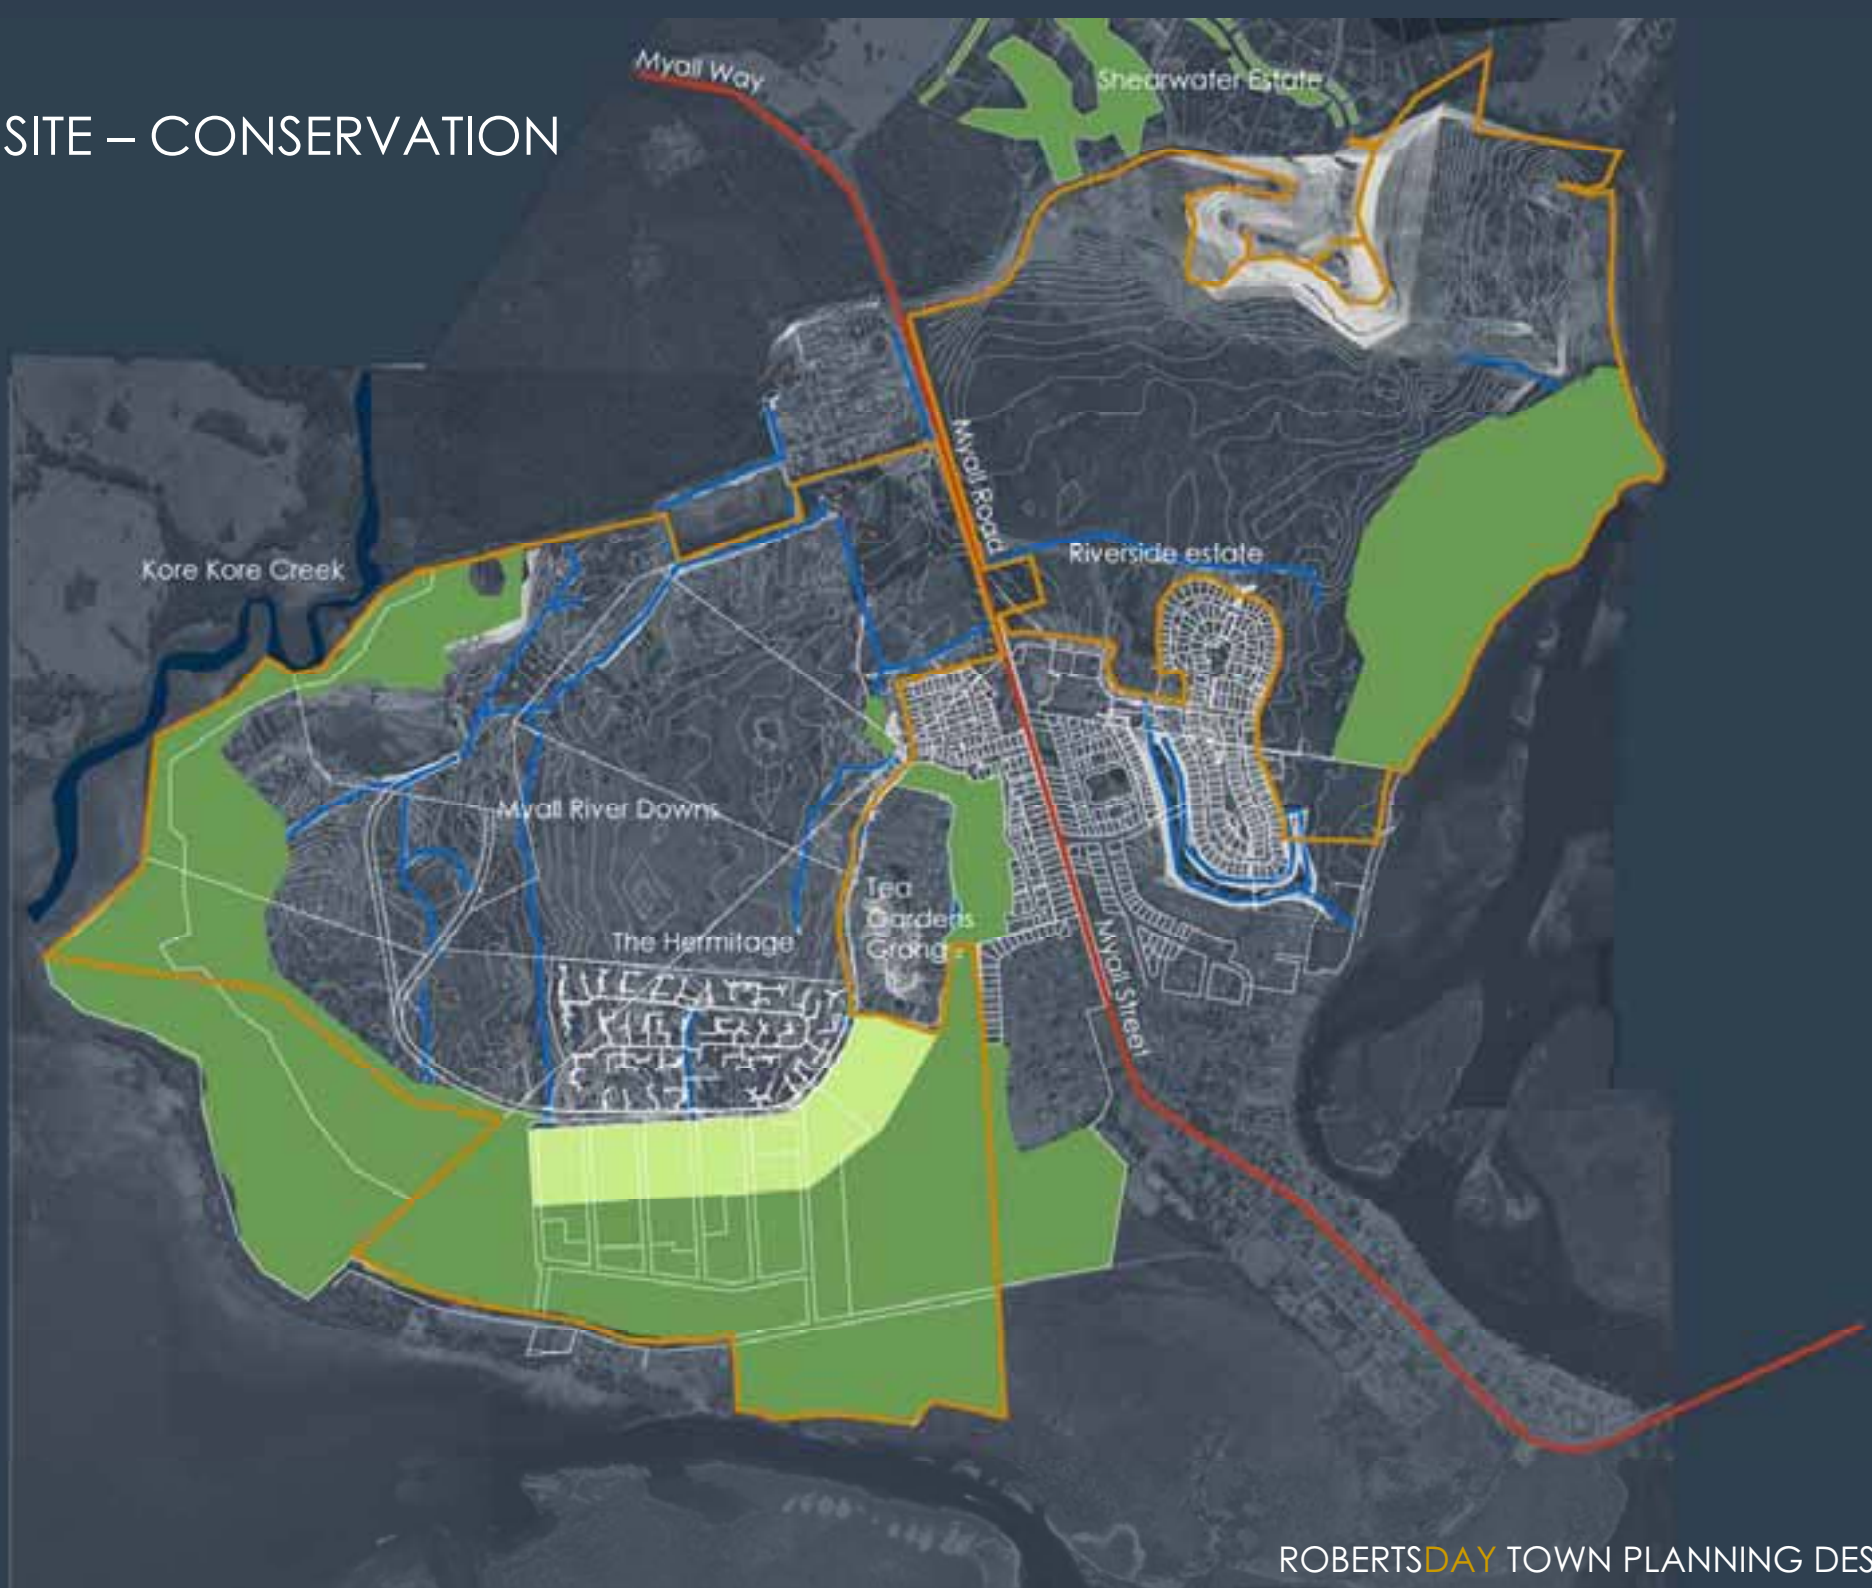 Myall Way
Shearwater Estate
SITE – CONSERVATION
Myall Road
Riverside estate
Kore Kore Creek
Myall River Downs
Tea
Gardens
Grang
The Hermitage
Myall Street
ROBERTSDAY TOWN PLANNING DES